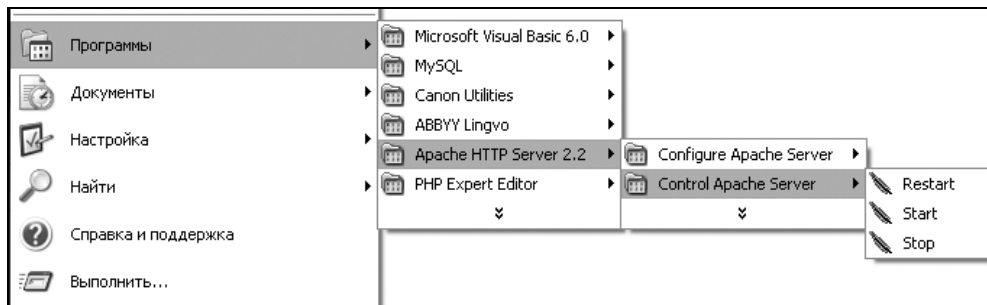 Программы
Документы
Настройка
Найти
Справка и поддержка
Выполнить...
Microsoft Visual Basic 6.0
MySQL
Canon Utilities
ABBYY Lingvo
Apache HTTP Server 2.2
PHP Expert Editor
Configure Apache Server
Control Apache Server
Restart
Start
Stop